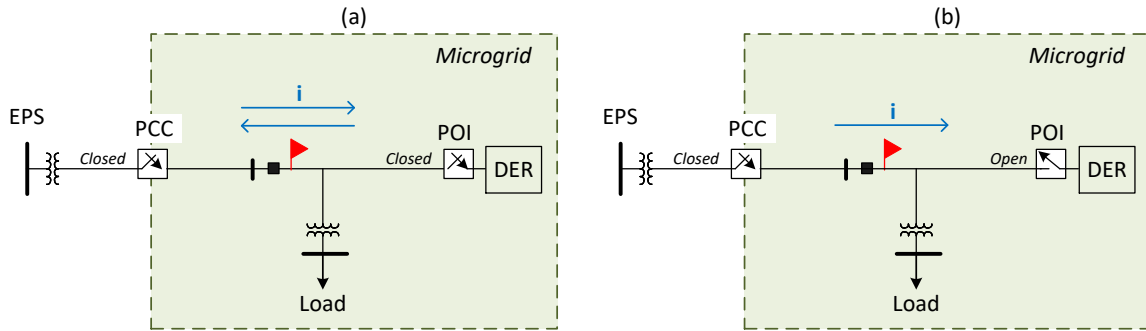 (a)
Microgrid
i
EPS
PCC
POI
Closed
Closed
DER
Load
(b)
Microgrid
i
EPS
PCC
POI
Closed
Open
DER
Load